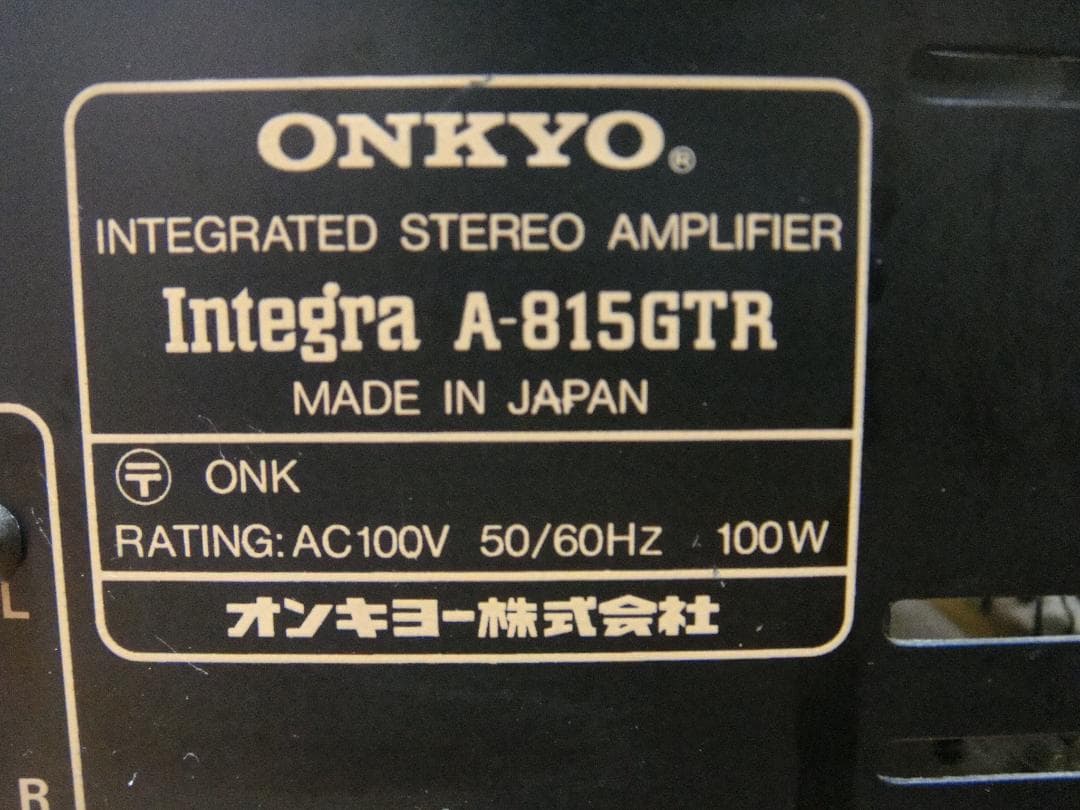 ONKYO®
INTEGRATED STEREO AMPLIFIER
Integra A-815GTR
MADE IN JAPAN
〶 ONK
RATING: AC100V 50/60Hz 100W
オンキヨー株式会社
L
R